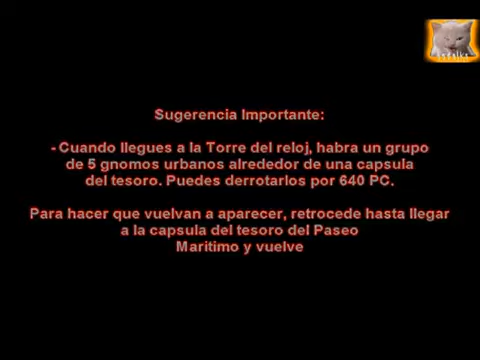 Sugerencia Importante:
- Cuando llegues a la Torre del reloj, habra un grupo
de 5 gnomos urbanos alrededor de una capsula
del tesoro. Puedes derrotarlos por 640 PC.
Para hacer que vuelvan a aparecer, retrocede hasta llegar
a la capsula del tesoro del Paseo
Maritimo y vuelve